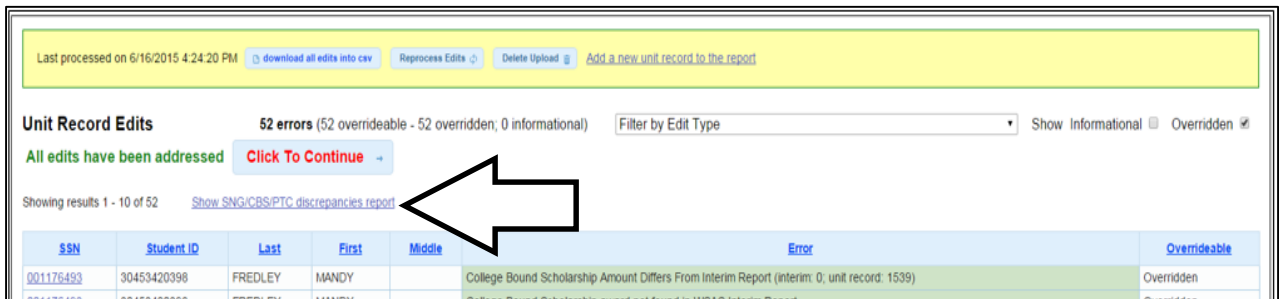 Last processed on 6/16/2015 4:24:20 PM download all edits into csv Reprocess Edits Delete Upload Add a new unit record to the report
Unit Record Edits 52 errors (52 overrideable - 52 overridden; 0 informational) Filter by Edit Type Show Informational Overridden
All edits have been addressed Click To Continue →
Showing results 1 - 10 of 52 Show SNG/CBS/PTC discrepancies report
SSN Student ID Last First Middle Error Overrideable
001176493 30453420398 FREDLEY MANDY College Bound Scholarship Amount Differs From Interim Report (interim: 0; unit record: 1539) Overridden